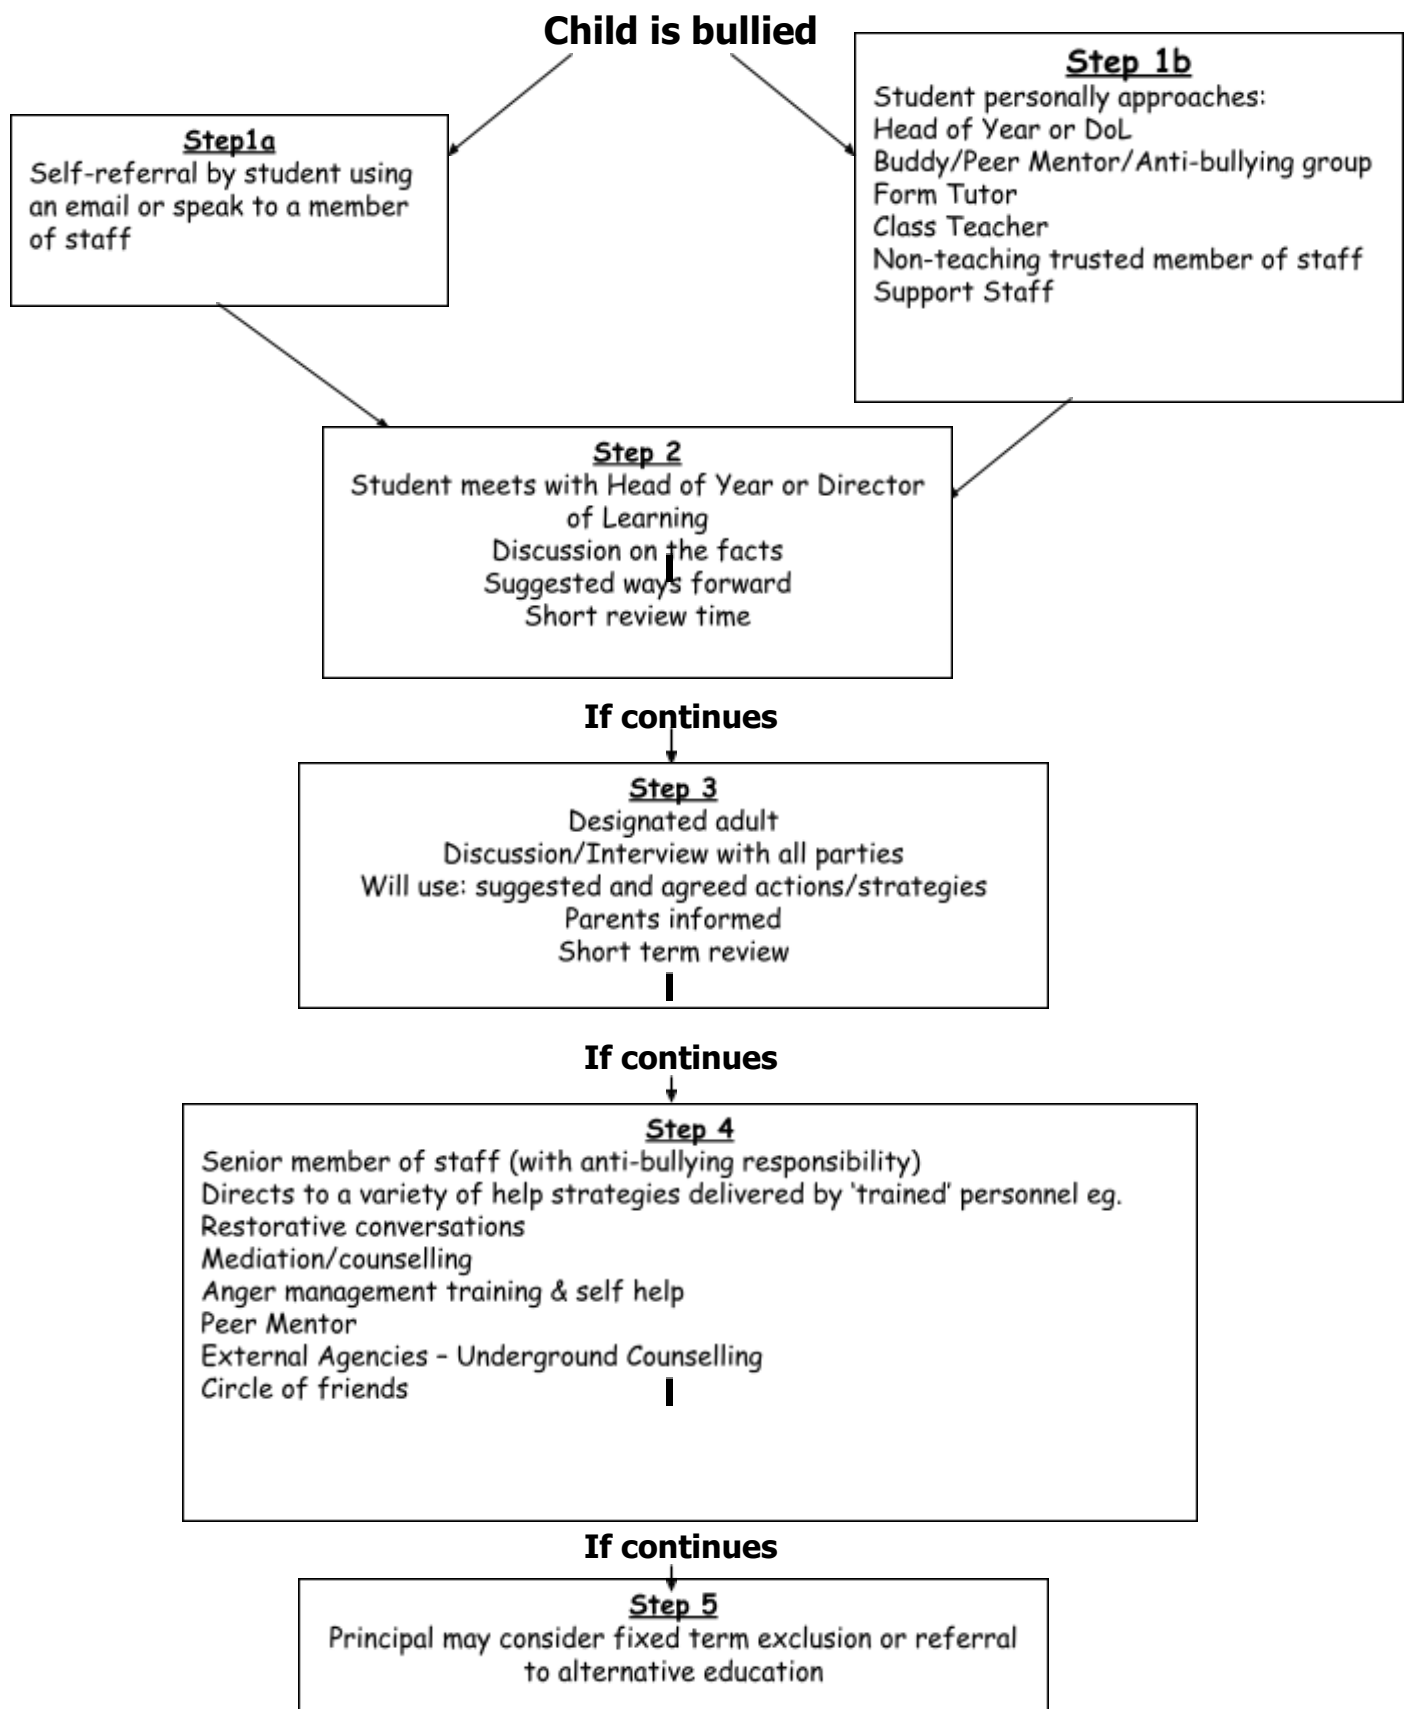 Child is bullied
Step1a
Self-referral by student using
an email or speak to a member
of staff
Step 1b
Student personally approaches:
Head of Year or DoL
Buddy/Peer Mentor/Anti-bullying group
Form Tutor
Class Teacher
Non-teaching trusted member of staff
Support Staff
Step 2
Student meets with Head of Year or Director
of Learning
Discussion on the facts
Suggested ways forward
Short review time
If continues
Step 3
Designated adult
Discussion/Interview with all parties
Will use: suggested and agreed actions/strategies
Parents informed
Short term review
If continues
Step 4
Senior member of staff (with anti-bullying responsibility)
Directs to a variety of help strategies delivered by ‘trained’ personnel eg.
Restorative conversations
Mediation/counselling
Anger management training & self help
Peer Mentor
External Agencies – Underground Counselling
Circle of friends
If continues
Step 5
Principal may consider fixed term exclusion or referral
to alternative education